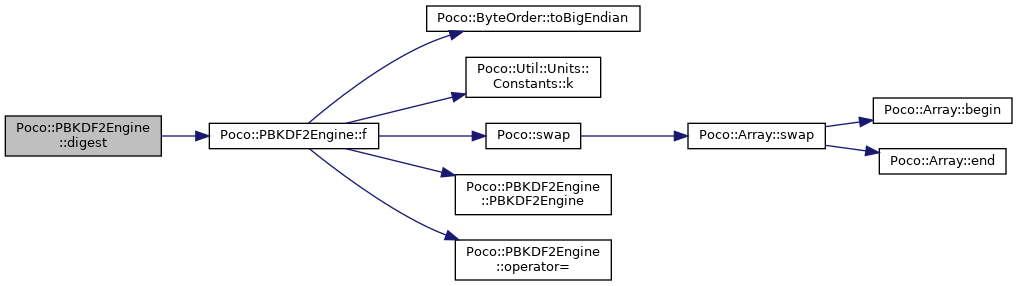 Poco::PBKDF2Engine
::digest
Poco::PBKDF2Engine::f
Poco::ByteOrder::toBigEndian
Poco::Util::Units::
Constants::k
Poco::swap
Poco::PBKDF2Engine
::PBKDF2Engine
Poco::PBKDF2Engine
::operator=
Poco::Array::swap
Poco::Array::begin
Poco::Array::end